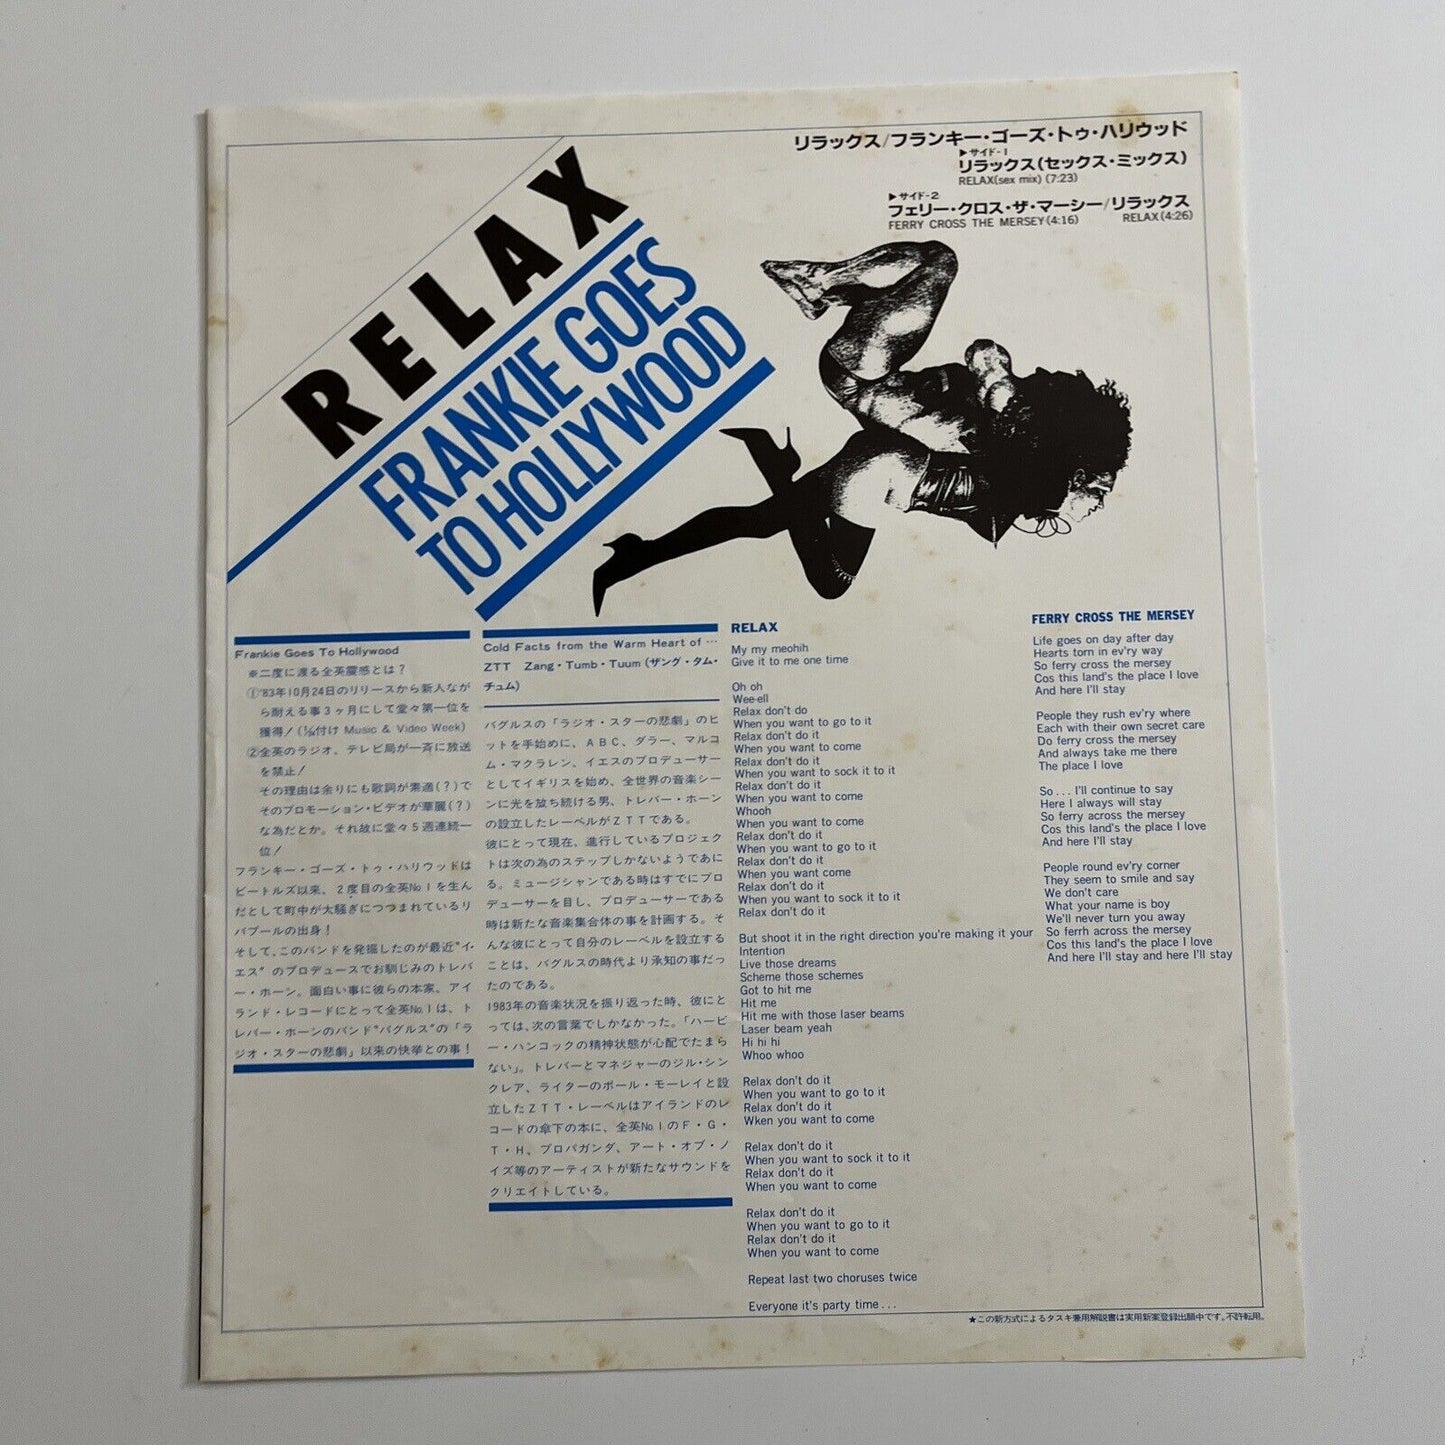 リラックス/フランキー・ゴーズ・トゥ・ハリウッド
▶サイド-1
リラックス(セックス・ミックス)
RELAX(sex mix) (7:23)
▶サイド-2
フェリー・クロス・ザ・マーシー/リラックス
FERRY CROSS THE MERSEY(4:16) RELAX(4:26)
RELAX
FRANKIE GOES
TO HOLLYWOOD
Frankie Goes To Hollywood
※二度に渡る全英震感とは?
①'83年10月24日のリリースから新人なが
ら耐える事3ヶ月にして堂々第一位を
獲得!(付け Music & Video Week)
②全英のラジオ、テレビ局が一斉に放送
を禁止!
その理由は余りにも歌詞が素適(?)で
そのプロモーション・ビデオが華麗(?)
な為だとか。それ故に堂々5週連続一
位!
フランキー・ゴーズ・トゥ・ハリウッドは
ビートルズ以来、2度目の全英No.1を生ん
だとして町中が大騒ぎにつつまれているリ
バプールの出身!
そして、このバンドを発掘したのが最近“イ
エス”のプロデュースでお馴じみのトレバ
ー・ホーン。面白い事に彼らの本家、アイ
ランド・レコードにとって全英No.1は、ト
レバー・ホーンのバンド“バグルス”の「ラ
ジオ・スターの悲劇」以来の快挙との事!
Cold Facts from the Warm Heart of …
ZTT Zang・Tumb・Tuum (ザング・タム・
チュム)
バグルスの「ラジオ・スターの悲劇」のヒ
ットを手始めに、ABC、ダラー、マルコ
ム・マクラレン、イエスのプロデューサー
としてイギリスを始め、全世界の音楽シー
ンに光を放ち続ける男、トレバー・ホーン
の設立したレーベルがZTTである。
彼にとって現在、進行しているプロジェク
トは次の為のステップしかないようであ
る。ミュージシャンである時はすでにプロ
デューサーを目し、プロデューサーである
時は新たな音楽集合体の事を計画する。そ
んな彼にとって自分のレーベルを設立する
ことは、バグルスの時代より承知の事だっ
たのである。
1983年の音楽状況を振り返った時、彼にと
っては、次の言葉でしかなかった。「ハービ
ー・ハンコックの精神状態が心配でたまら
ない」。トレバーとマネジャーのジル・シン
クレア、ライターのポール・モーレイと設
立したZTT・レーベルはアイランドのレ
コードの傘下の本に、全英No.1のF・G・
T・H、プロパガンダ、アート・オブ・ノ
イズ等のアーティストが新たなサウンドを
クリエイトしている。
RELAX
My my meohih
Give it to me one time
Oh oh
Wee-ell
Relax don't do
When you want to go to it
Relax don't do it
When you want to come
Relax don't do it
When you want to sock it to it
Relax don't do it
When you want to come
Whooh
When you want to come
Relax don't do it
When you want to go to it
Relax don't do it
When you want come
Relax don't do it
When you want to sock it to it
Relax don't do it
But shoot it in the right direction you're making it your
Intention
Live those dreams
Scheme those schemes
Got to hit me
Hit me
Hit me with those laser beams
Laser beam yeah
Hi hi hi
Whoo whoo
Relax don't do it
When you want to go to it
Relax don't do it
Wken you want to come
Relax don't do it
When you want to sock it to it
Relax don't do it
When you want to come
Relax don't do it
When you want to go to it
Relax don't do it
When you want to come
Repeat last two choruses twice
Everyone it's party time...
FERRY CROSS THE MERSEY
Life goes on day after day
Hearts torn in ev'ry way
So ferry cross the mersey
Cos this land's the place I love
And here I'll stay
People they rush ev'ry where
Each with their own secret care
Do ferry cross the mersey
And always take me there
The place I love
So... I'll continue to say
Here I always will stay
So ferry across the mersey
Cos this land's the place I love
And here I'll stay
People round ev'ry corner
They seem to smile and say
We don't care
What your name is boy
We'll never turn you away
So ferrh across the mersey
Cos this land's the place I love
And here I'll stay and here I'll stay
★この新方式によるタスキ兼用解説書は実用新案登録出願中です。不許転用。